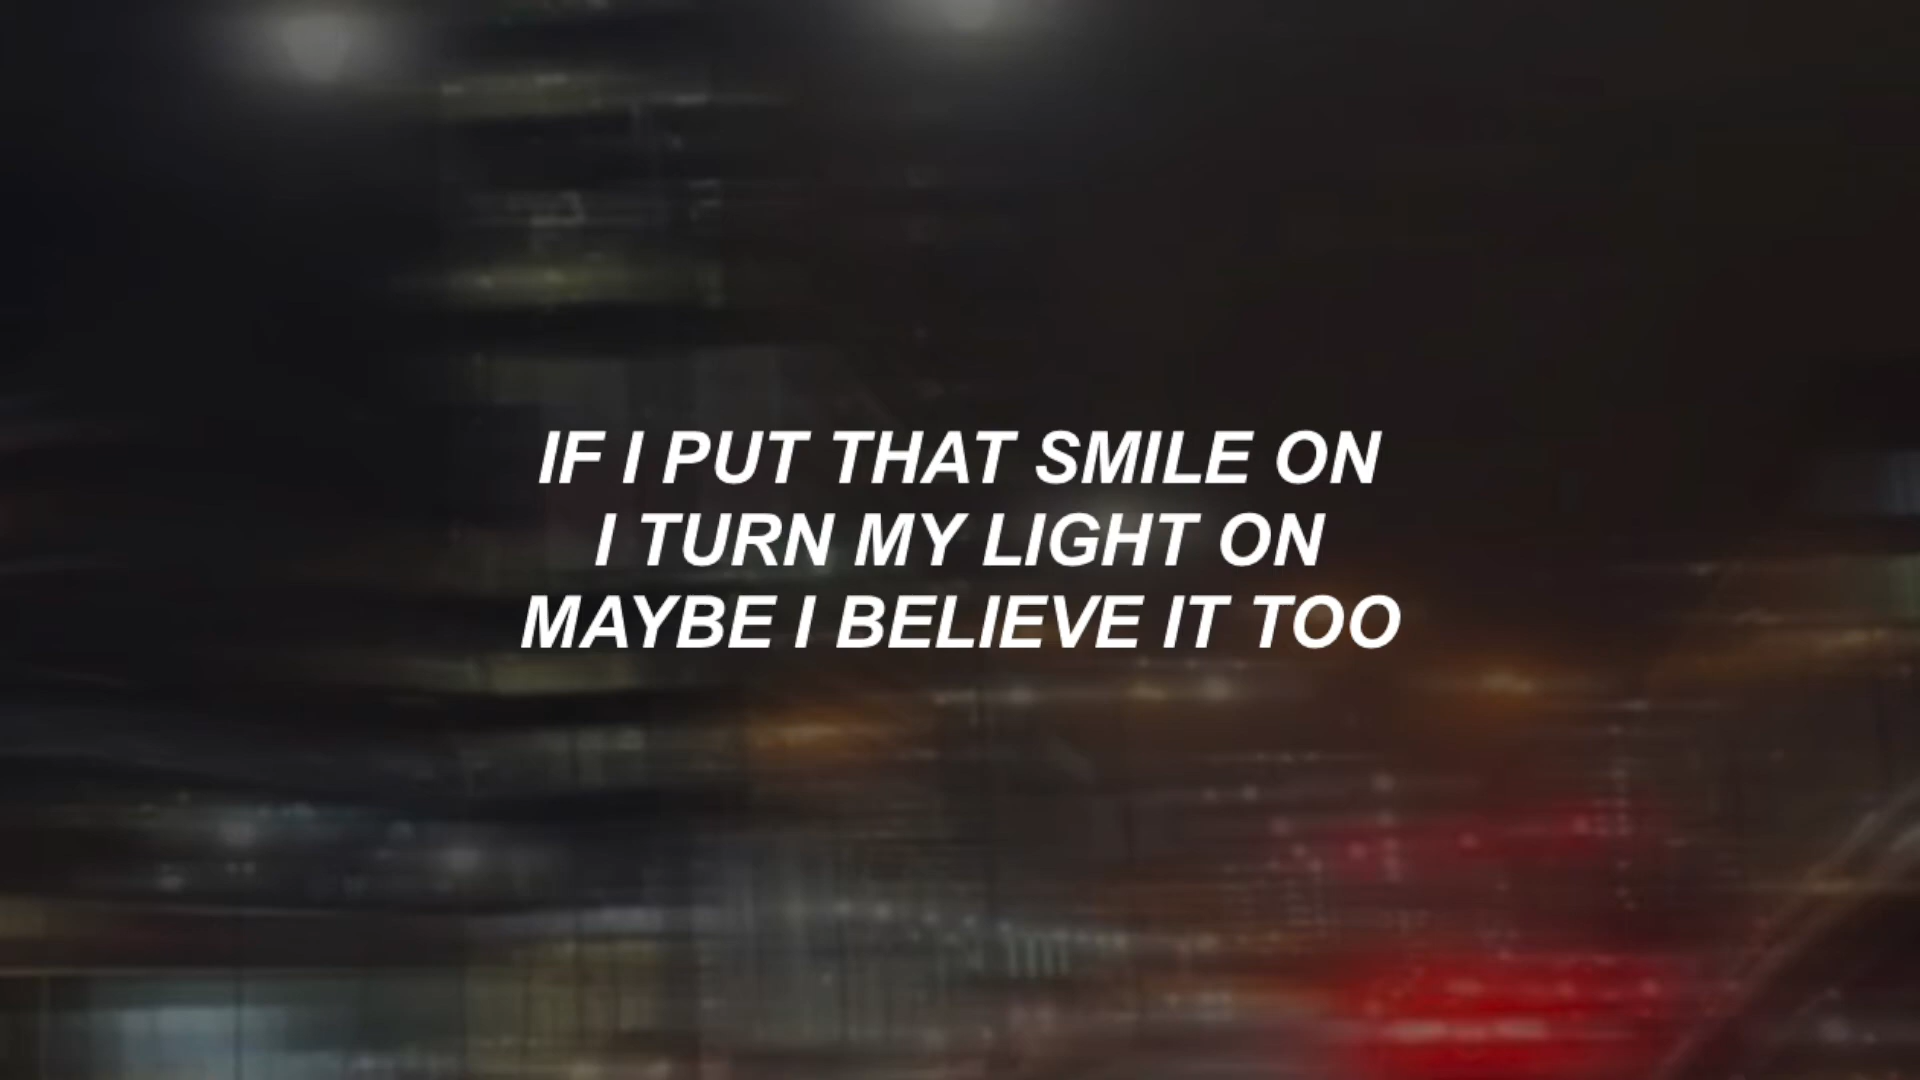 IF I PUT THAT SMILE ON
I TURN MY LIGHT ON
MAYBE I BELIEVE IT TOO